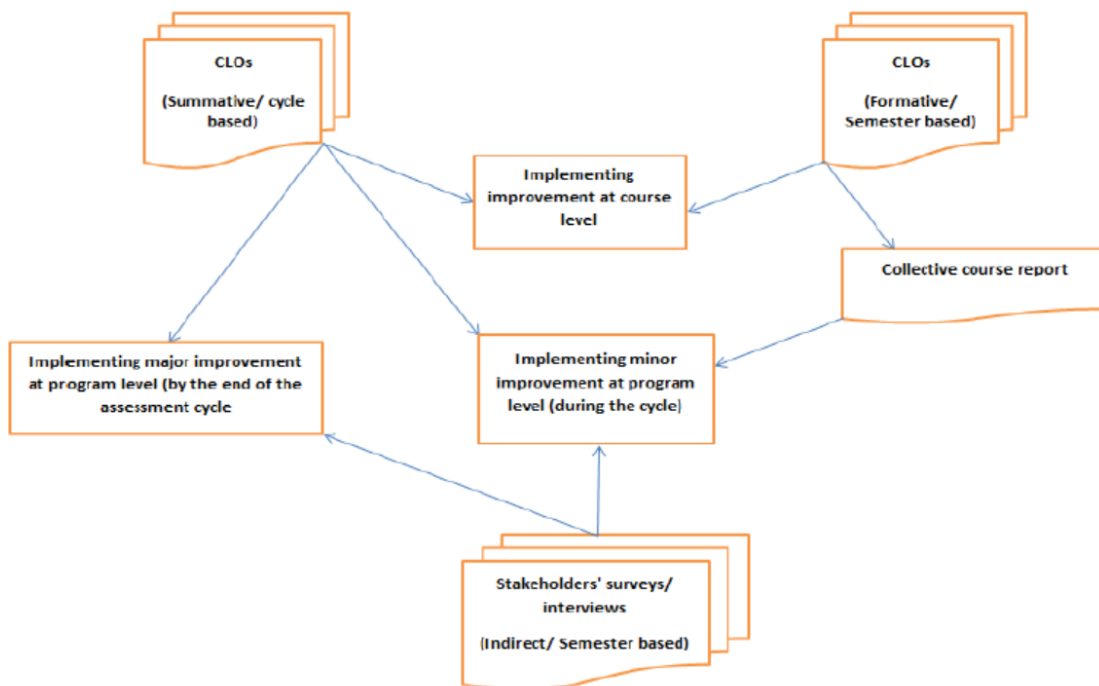 CLOs
(Summative/ cycle
based)
CLOs
(Formative/
Semester based)
Implementing
improvement at course
level
Collective course report
Implementing major improvement
at program level (by the end of the
assessment cycle
Implementing minor
improvement at program
level (during the cycle)
Stakeholders' surveys/
interviews
(Indirect/ Semester based)